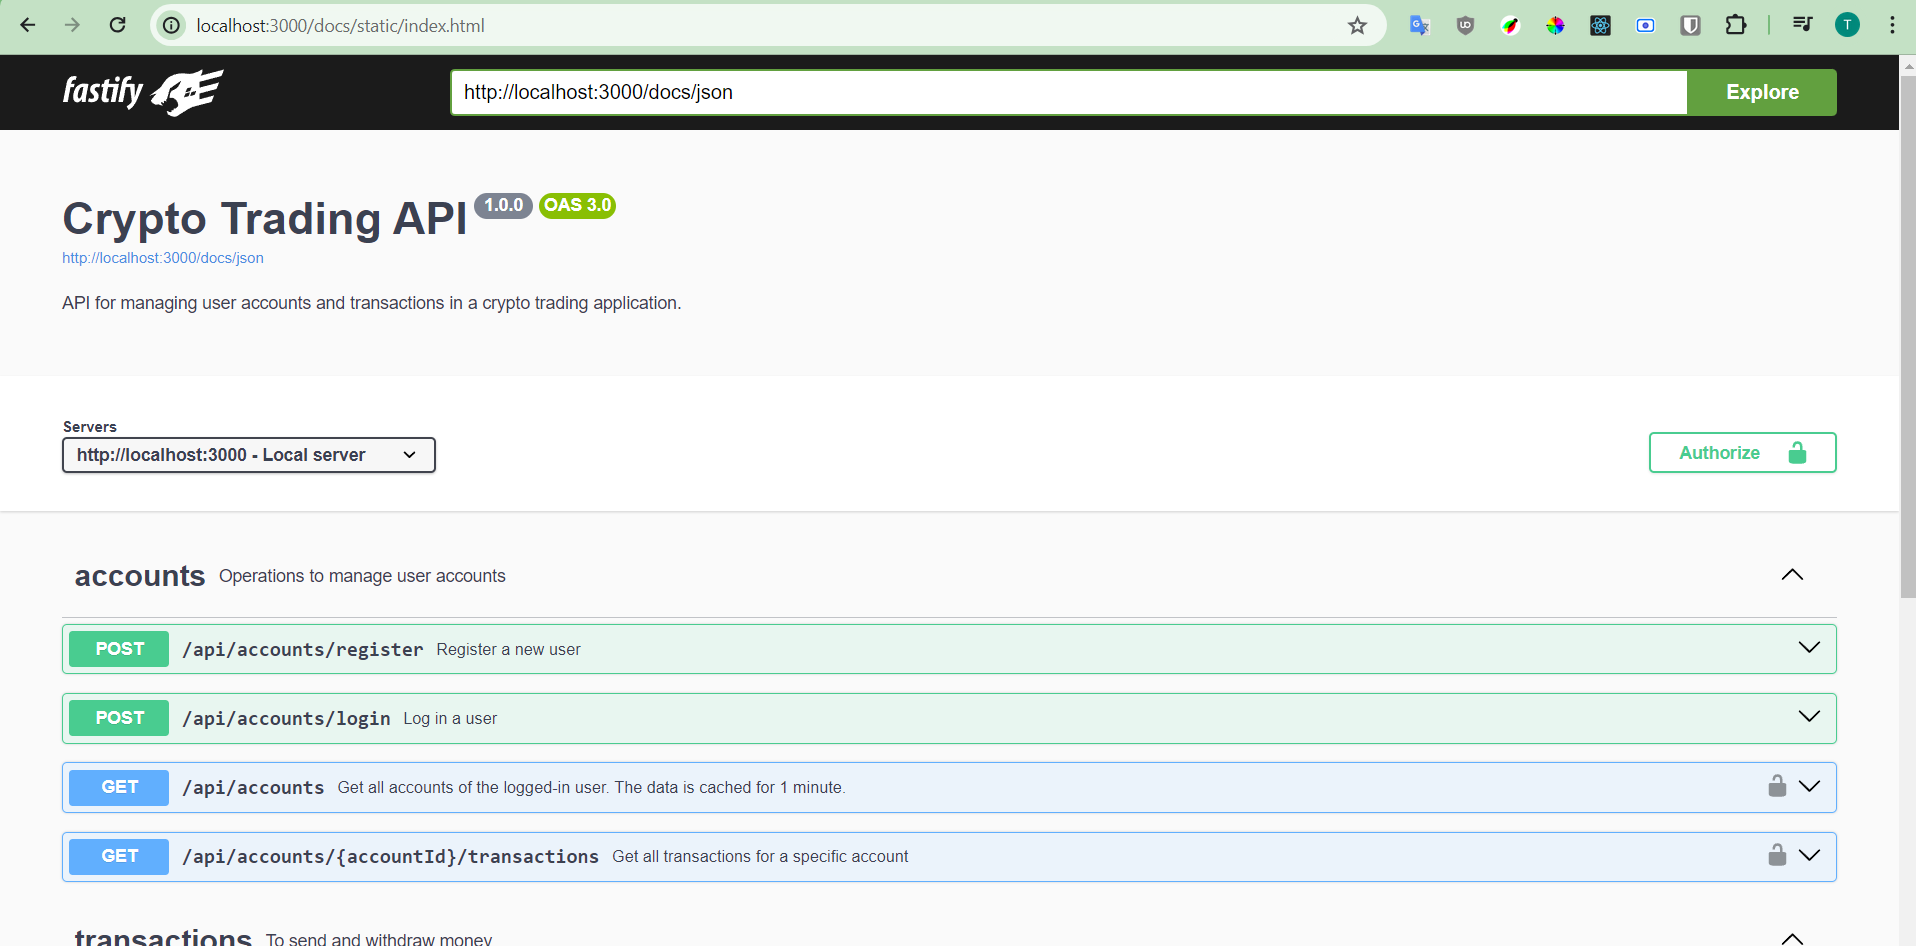 localhost:3000/docs/static/index.html
T
fastify
http://localhost:3000/docs/json
Explore
Crypto Trading API 1.0.0 OAS 3.0
http://localhost:3000/docs/json
API for managing user accounts and transactions in a crypto trading application.
Servers
http://localhost:3000 - Local server
Authorize
accounts Operations to manage user accounts
POST /api/accounts/register Register a new user
POST /api/accounts/login Log in a user
GET /api/accounts Get all accounts of the logged-in user. The data is cached for 1 minute.
GET /api/accounts/{accountId}/transactions Get all transactions for a specific account
transactions To send and withdraw money